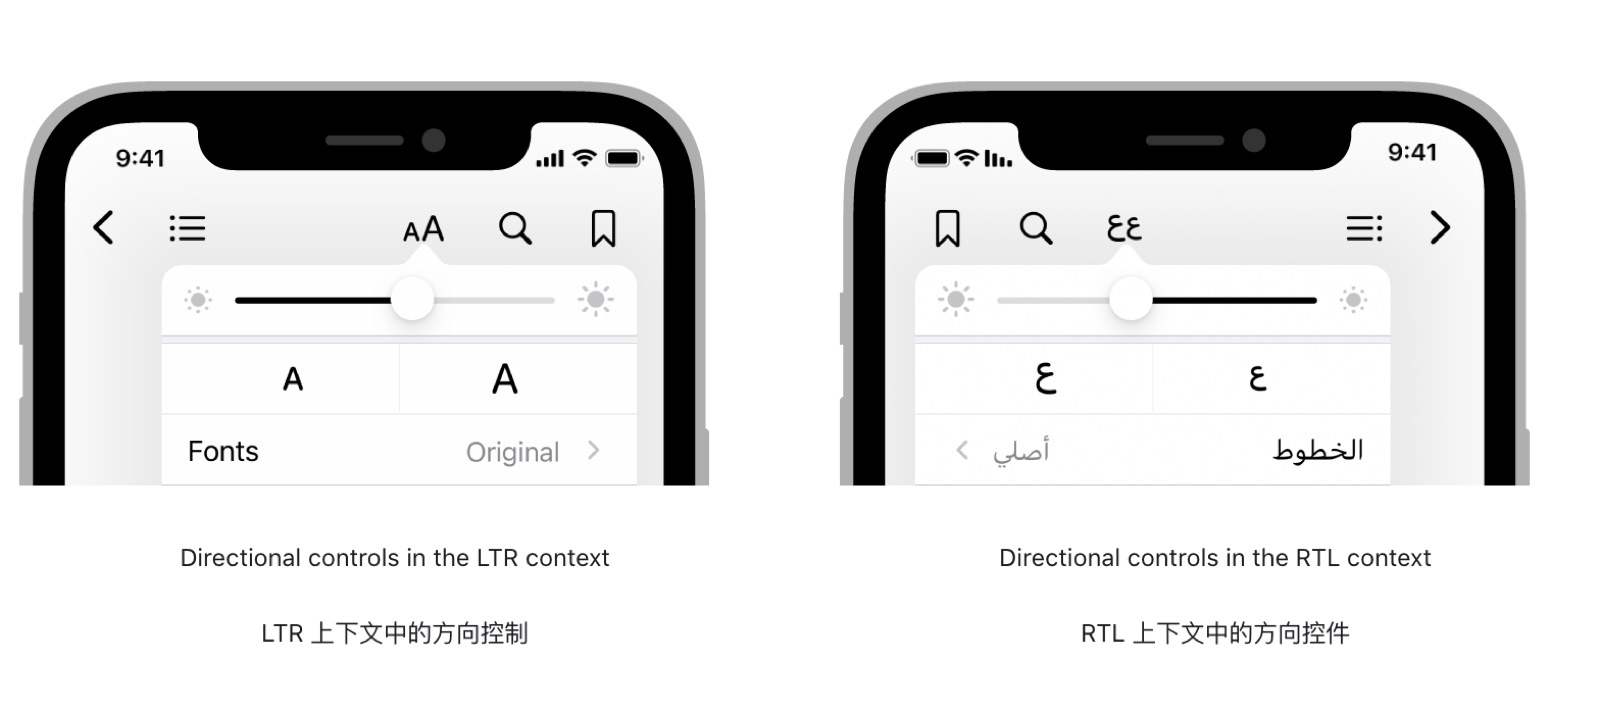 9:41
AA
A A
Fonts Original
Directional controls in the LTR context
LTR 上下文中的方向控制
9:41
عع
ع ع
الخطوط أصلي
Directional controls in the RTL context
RTL 上下文中的方向控件